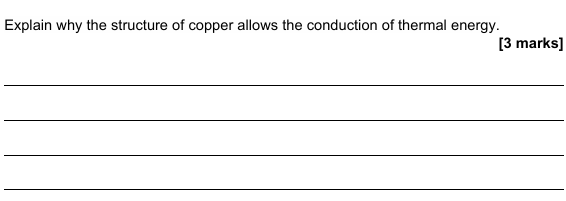 Explain why the structure of copper allows the conduction of thermal energy.
[3 marks]